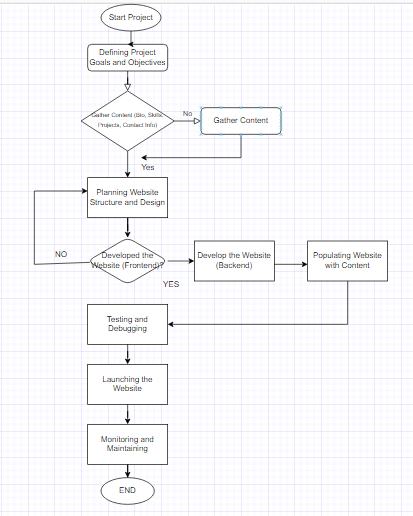 Start Project
Defining Project
Goals and Objectives
Gather Content (Bio, Skills,
Projects, Contact Info)
No
Gather Content
Yes
Planning Website
Structure and Design
NO
Developed the
Website (Frontend)?
YES
Develop the Website
(Backend)
Populating Website
with Content
Testing and
Debugging
Launching the
Website
Monitoring and
Maintaining
END